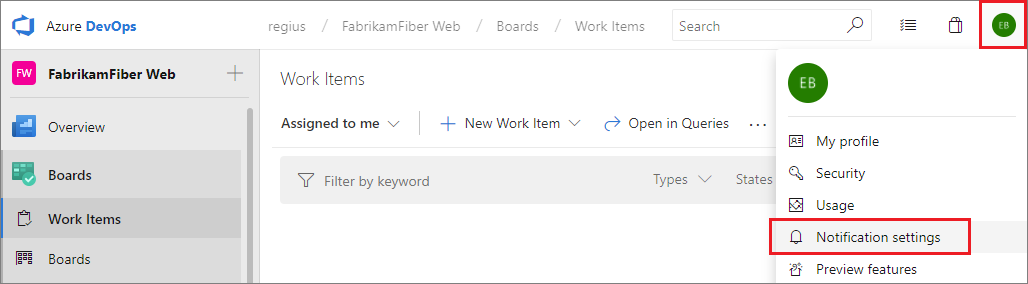 Azure DevOps regius / FabrikamFiber Web / Boards / Work Items Search EB
FW FabrikamFiber Web
Work Items
EB
Assigned to me New Work Item Open in Queries ...
Overview
My profile
Boards
Security
Filter by keyword Types States
Usage
Work Items
Notification settings
Boards
Preview features